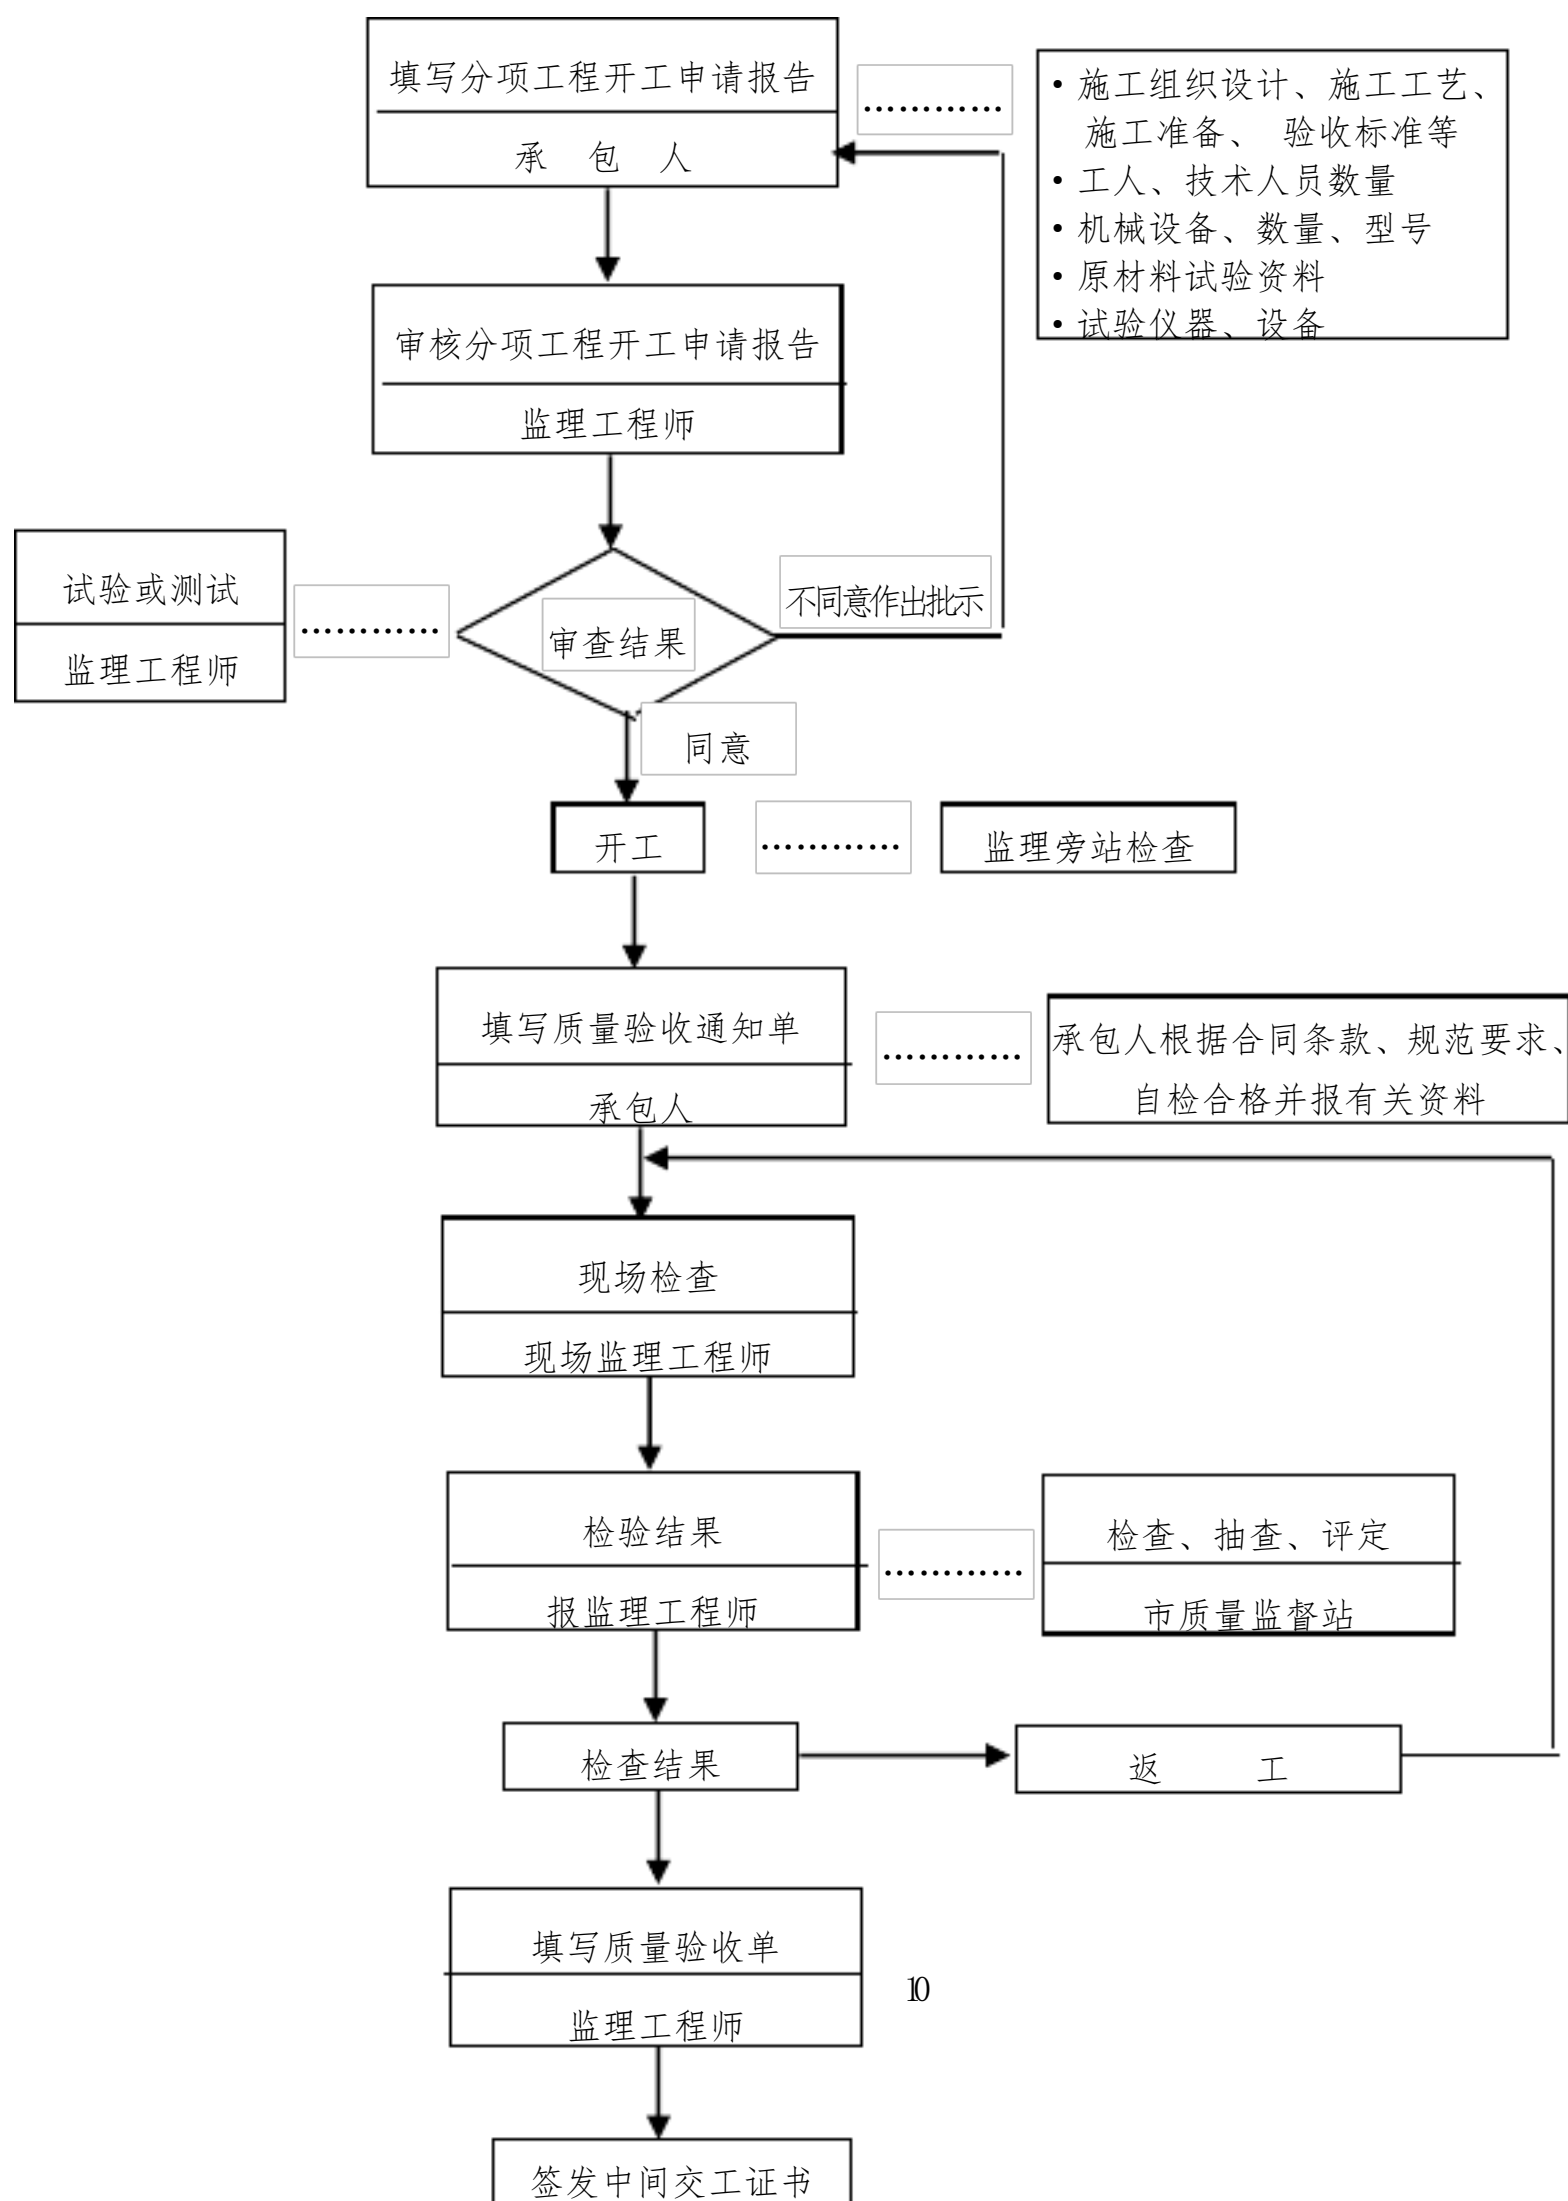 填写分项工程开工申请报告
承 包 人
…………
·施工组织设计、施工工艺、
施工准备、 验收标准等
·工人、技术人员数量
·机械设备、数量、型号
·原材料试验资料
·试验仪器、设备
审核分项工程开工申请报告
监理工程师
试验或测试
监理工程师
…………
审查结果
不同意作出批示
同意
开工
…………
监理旁站检查
填写质量验收通知单
承包人
…………
承包人根据合同条款、规范要求、
自检合格并报有关资料
现场检查
现场监理工程师
检验结果
报监理工程师
…………
检查、抽查、评定
市质量监督站
检查结果
返 工
填写质量验收单
监理工程师
10
签发中间交工证书